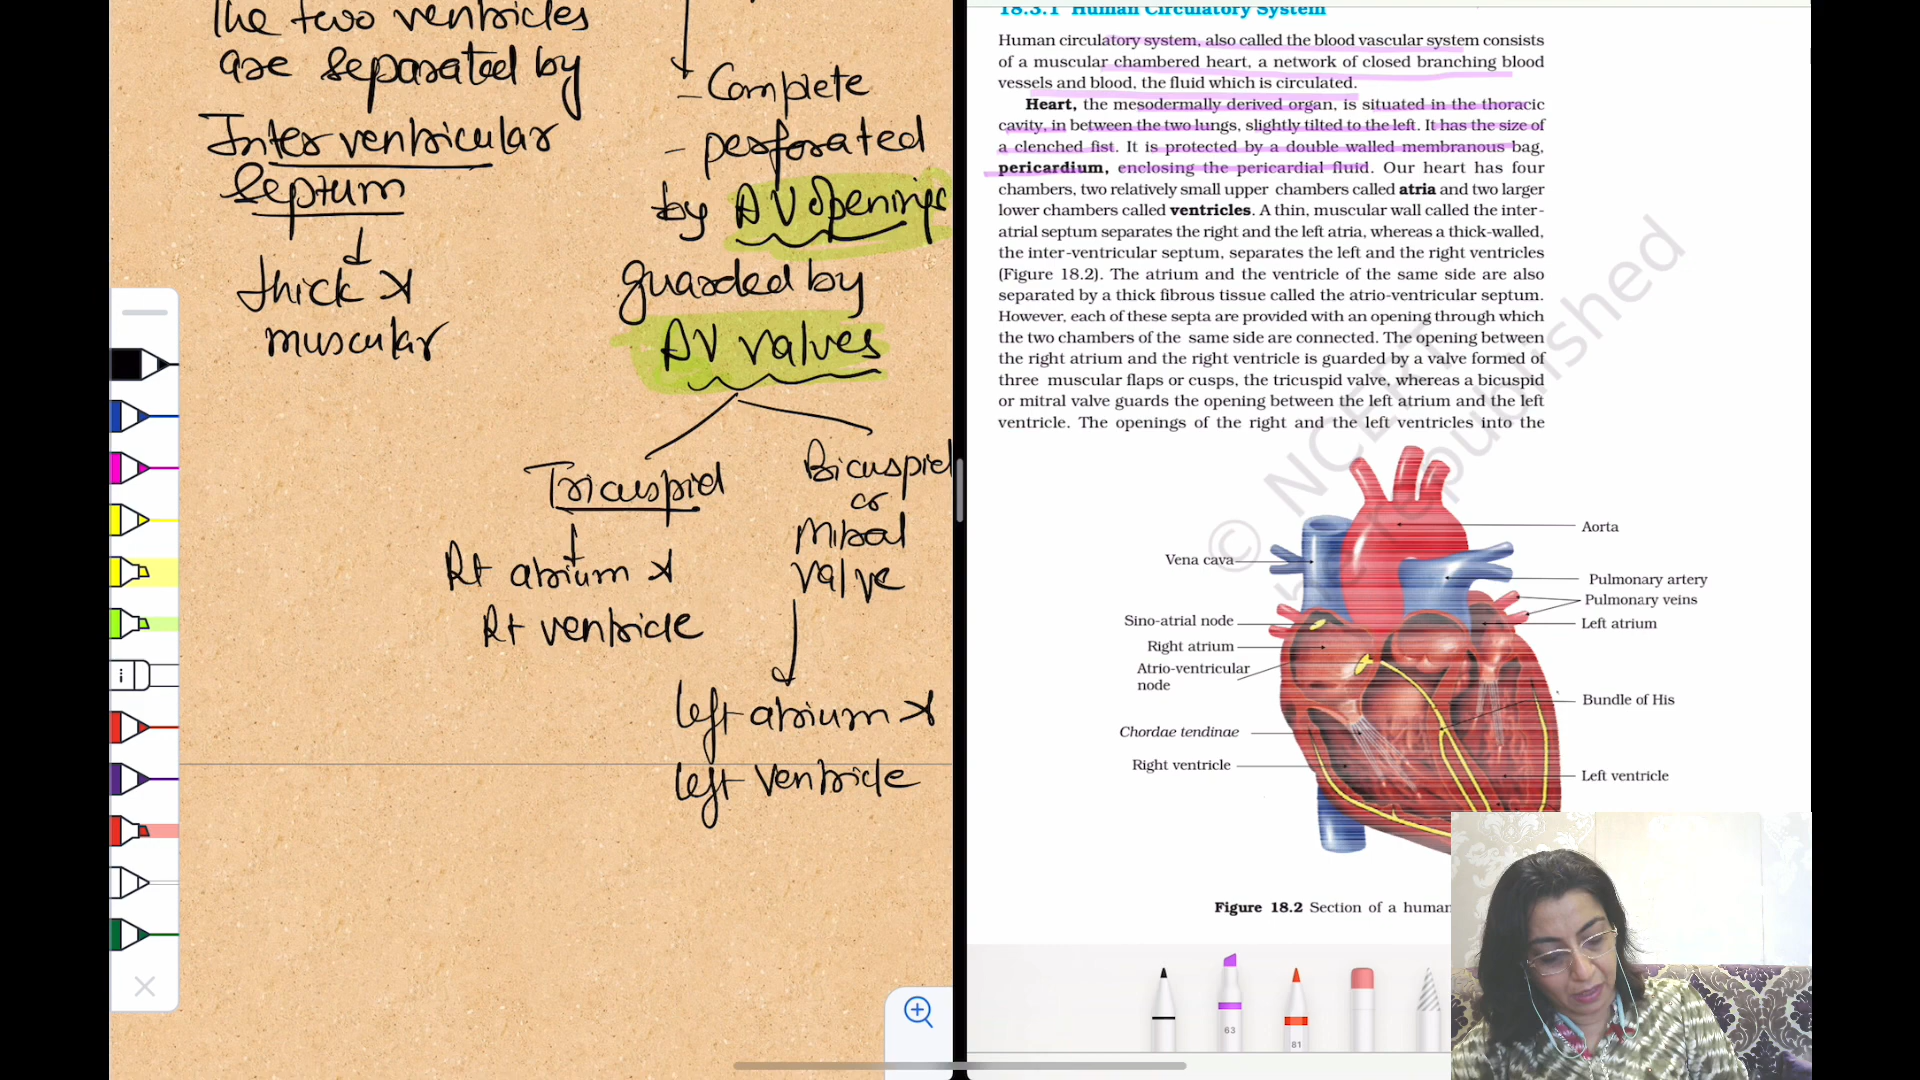 The two ventricles
are separated by
Inter ventricular
Septum
thick &
muscular
- Complete
- perforated
by AV openings
guarded by
AV valves
Tricuspid
Rt atrium &
Rt ventricle
Bicuspid
or
Mitral
valve
left atrium &
left ventricle
18.3.1 Human Circulatory System
Human circulatory system, also called the blood vascular system consists
of a muscular chambered heart, a network of closed branching blood
vessels and blood, the fluid which is circulated.
Heart, the mesodermally derived organ, is situated in the thoracic
cavity, in between the two lungs, slightly tilted to the left. It has the size of
a clenched fist. It is protected by a double walled membranous bag,
pericardium, enclosing the pericardial fluid. Our heart has four
chambers, two relatively small upper chambers called atria and two larger
lower chambers called ventricles. A thin, muscular wall called the inter-
atrial septum separates the right and the left atria, whereas a thick-walled,
the inter-ventricular septum, separates the left and the right ventricles
(Figure 18.2). The atrium and the ventricle of the same side are also
separated by a thick fibrous tissue called the atrio-ventricular septum.
However, each of these septa are provided with an opening through which
the two chambers of the same side are connected. The opening between
the right atrium and the right ventricle is guarded by a valve formed of
three muscular flaps or cusps, the tricuspid valve, whereas a bicuspid
or mitral valve guards the opening between the left atrium and the left
ventricle. The openings of the right and the left ventricles into the
© NCERT
be republished
Aorta
Vena cava
Pulmonary artery
Pulmonary veins
Sino-atrial node
Left atrium
Right atrium
Atrio-ventricular
node
Bundle of His
Chordae tendinae
Right ventricle
Left ventricle
Figure 18.2 Section of a human
63
81